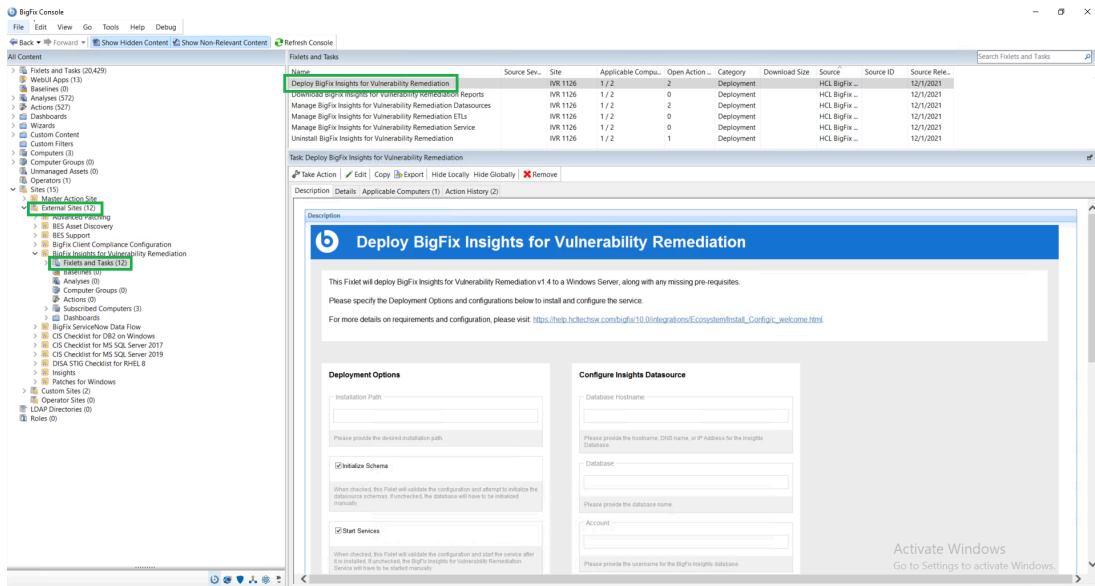 BigFix Console
File Edit View Go Tools Help Debug
Back Forward Show Hidden Content Show Non-Relevant Content Refresh Console
All Content
Fixlets and Tasks (20,429)
WebUI Apps (13)
Baselines (0)
Analyses (572)
Actions (527)
Dashboards
Wizards
Custom Content
Custom Filters
Computers (3)
Computer Groups (0)
Unmanaged Assets (0)
Operators (1)
Sites (15)
Master Action Site
External Sites (12)
Advanced Patching
BES Asset Discovery
BES Support
BigFix Client Compliance Configuration
BigFix Insights for Vulnerability Remediation
Fixlets and Tasks (12)
Baselines (0)
Analyses (0)
Computer Groups (0)
Actions (0)
Subscribed Computers (3)
Dashboards
BigFix ServiceNow Data Flow
CIS Checklist for DB2 on Windows
CIS Checklist for MS SQL Server 2017
CIS Checklist for MS SQL Server 2019
DISA STIG Checklist for RHEL 8
Insights
Patches for Windows
Custom Sites (2)
Operator Sites (0)
LDAP Directories (0)
Roles (0)
Fixlets and Tasks
Search Fixlets and Tasks
Name Source Sev... Site Applicable Compu... Open Action ... Category Download Size Source Source ID Source Rele...
Deploy BigFix Insights for Vulnerability Remediation IVR 1126 1 / 2 2 Deployment HCL BigFix ... 12/1/2021
Download BigFix Insights for Vulnerability Remediation Reports IVR 1126 1 / 2 0 Deployment HCL BigFix ... 12/1/2021
Manage BigFix Insights for Vulnerability Remediation Datasources IVR 1126 1 / 2 2 Deployment HCL BigFix ... 12/1/2021
Manage BigFix Insights for Vulnerability Remediation ETLs IVR 1126 1 / 2 0 Deployment HCL BigFix ... 12/1/2021
Manage BigFix Insights for Vulnerability Remediation Service IVR 1126 1 / 2 0 Deployment HCL BigFix ... 12/1/2021
Uninstall BigFix Insights for Vulnerability Remediation IVR 1126 1 / 2 1 Deployment HCL BigFix ... 12/1/2021
Task: Deploy BigFix Insights for Vulnerability Remediation
Take Action Edit Copy Export Hide Locally Hide Globally Remove
Description Details Applicable Computers (1) Action History (2)
Description
Deploy BigFix Insights for Vulnerability Remediation
This Fixlet will deploy BigFix Insights for Vulnerability Remediation v1.4 to a Windows Server, along with any missing pre-requisites.
Please specify the Deployment Options and configurations below to install and configure the service.
For more details on requirements and configuration, please visit: https://help.hcltechsw.com/bigfix/10.0/integrations/Ecosystem/Install_Config/c_welcome.html.
Deployment Options
Installation Path
Please provide the desired installation path.
Initialize Schema
When checked, this Fixlet will validate the configuration and attempt to initialize the
datasource schemas. If unchecked, the database will have to be initialized
manually.
Start Services
When checked, this Fixlet will validate the configuration and start the service after
it is installed. If unchecked, the BigFix Insights for Vulnerability Remediation
Service will have to be started manually.
Configure Insights Datasource
Database Hostname
Please provide the hostname, DNS name, or IP Address for the Insights
Database.
Database
Please provide the database name.
Account
Please provide the username for the BigFix Insights database.
Activate Windows
Go to Settings to activate Windows.